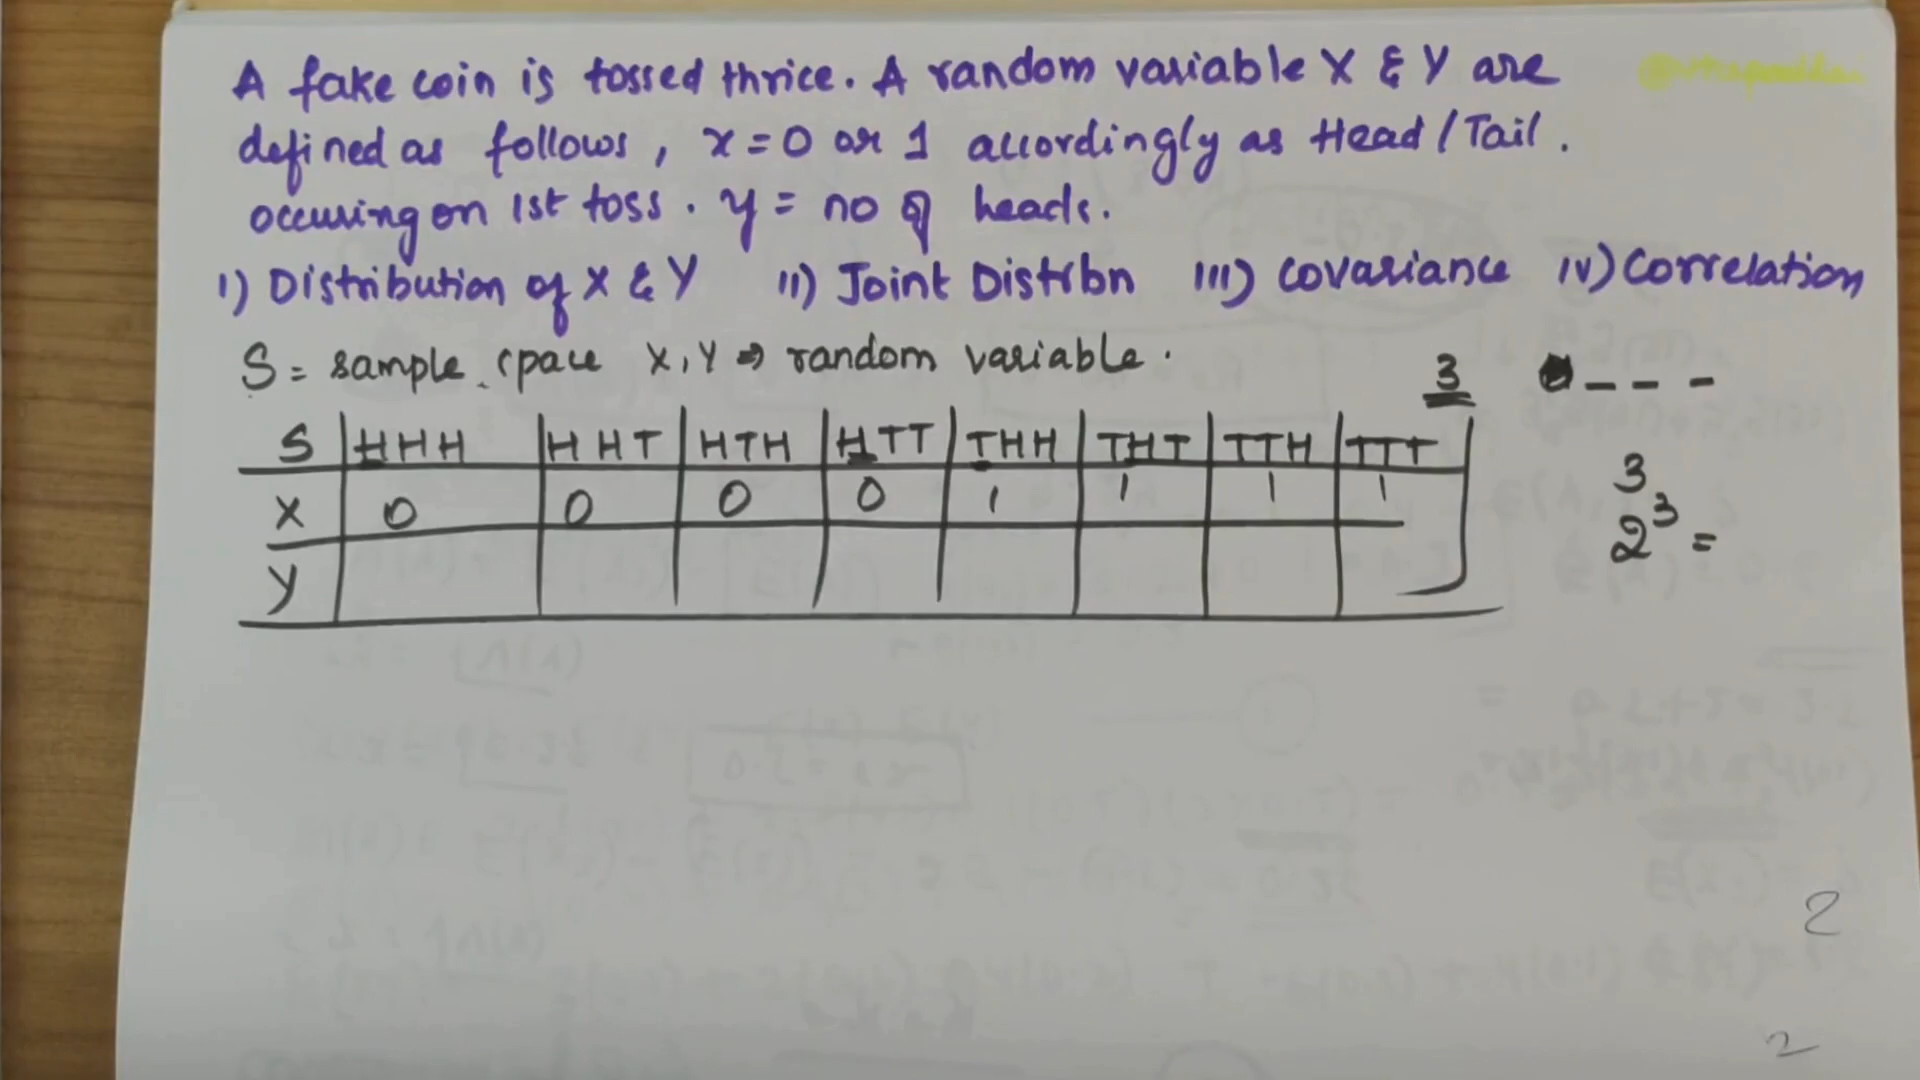 A fake coin is tossed thrice. A random variable X & Y are
defined as follows, x = 0 or 1 accordingly as Head / Tail.
occuring on 1st toss. y = no of heads.
1) Distribution of X & Y II) Joint Distrbn III) covariance IV) Correlation
S = sample space X, Y ⇒ random variable.
3 _ _ _
S HHH HHT HTH HTT THH THT TTH TTT
X 0 0 0 0 1 1 1 1
Y
3
2³ =
2
2